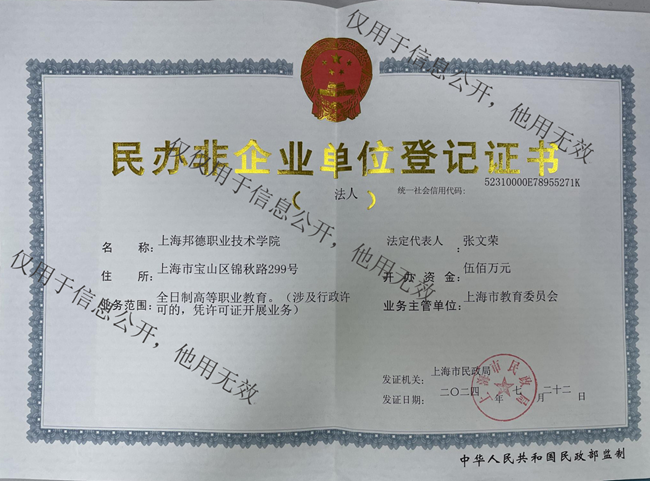 民办非企业单位登记证书
（法人）
统一社会信用代码：
52310000E78955271K
名 称：上海邦德职业技术学院
法定代表人：张文荣
住 所：上海市宝山区锦秋路299号
开办资金：伍佰万元
业务范围：全日制高等职业教育。（涉及行政许
可的，凭许可证开展业务）
业务主管单位：上海市教育委员会
发证机关：上海市民政局
发证日期：二〇二四年七月二十二日
上海市民政局
中华人民共和国民政部监制
仅用于信息公开，他用无效
仅用于信息公开，他用无效
仅用于信息公开，他用无效